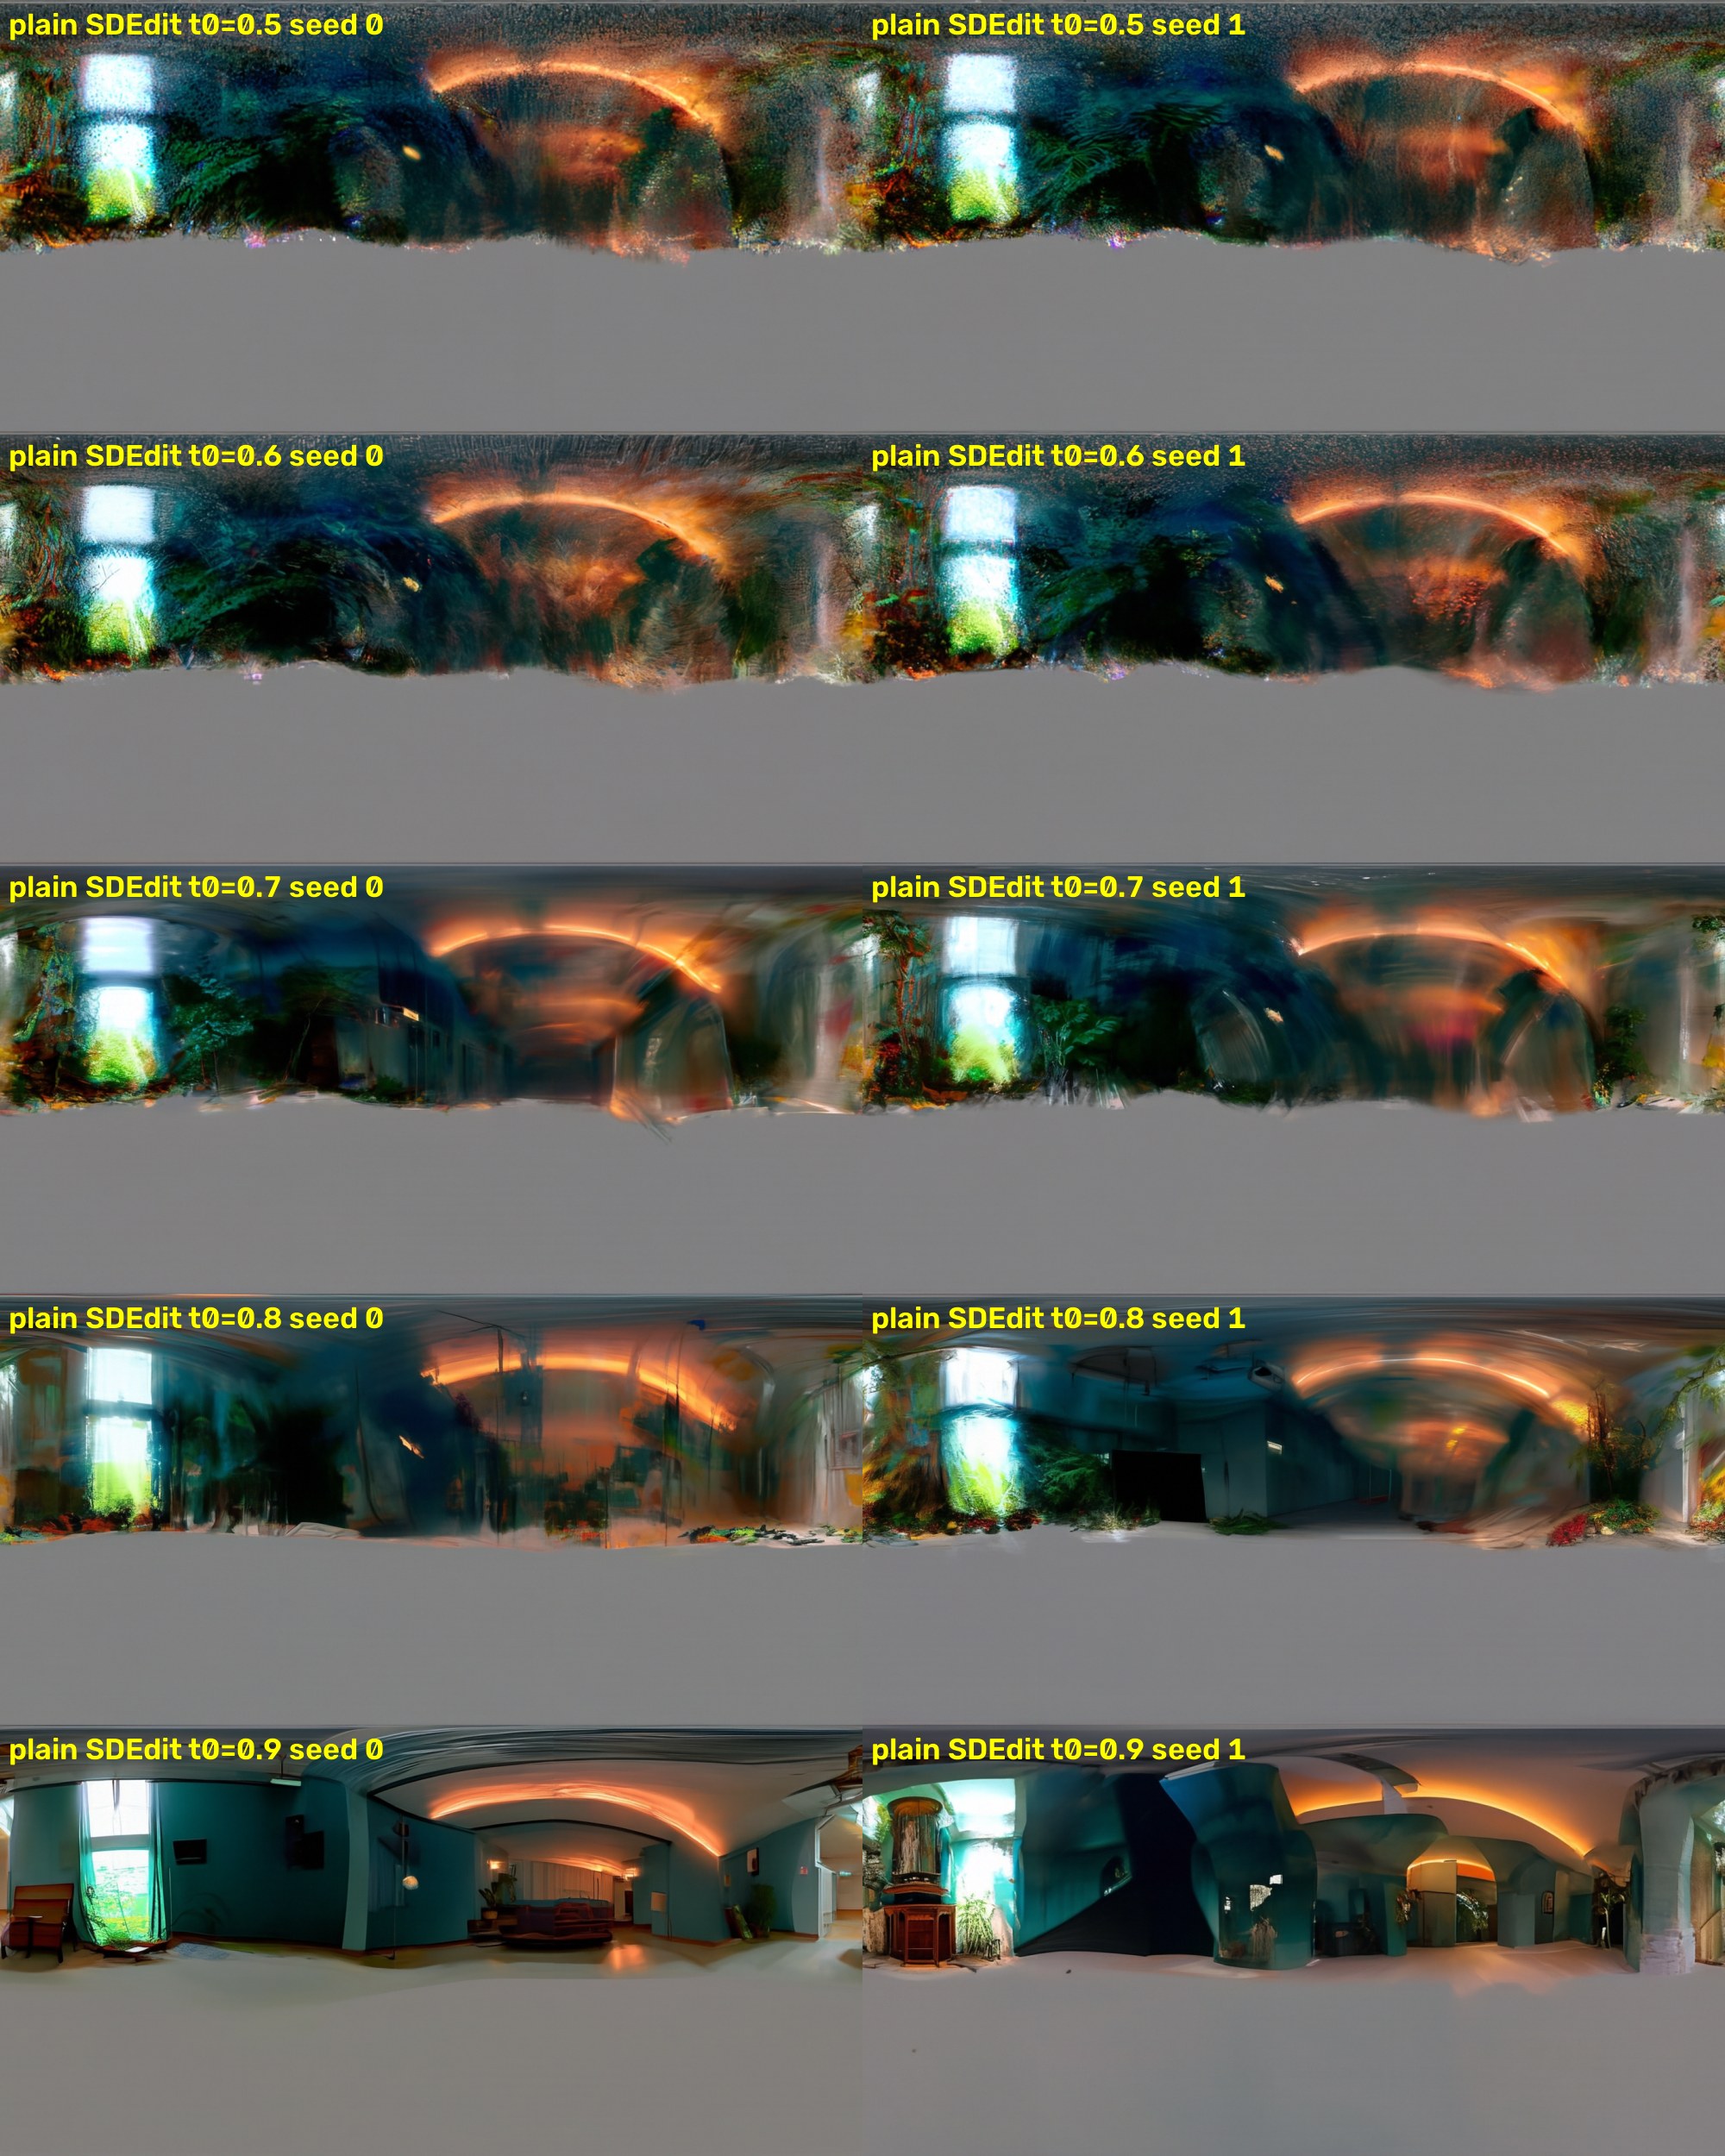 plain SDEdit t0=0.5 seed 0
plain SDEdit t0=0.5 seed 1
plain SDEdit t0=0.6 seed 0
plain SDEdit t0=0.6 seed 1
plain SDEdit t0=0.7 seed 0
plain SDEdit t0=0.7 seed 1
plain SDEdit t0=0.8 seed 0
plain SDEdit t0=0.8 seed 1
plain SDEdit t0=0.9 seed 0
plain SDEdit t0=0.9 seed 1